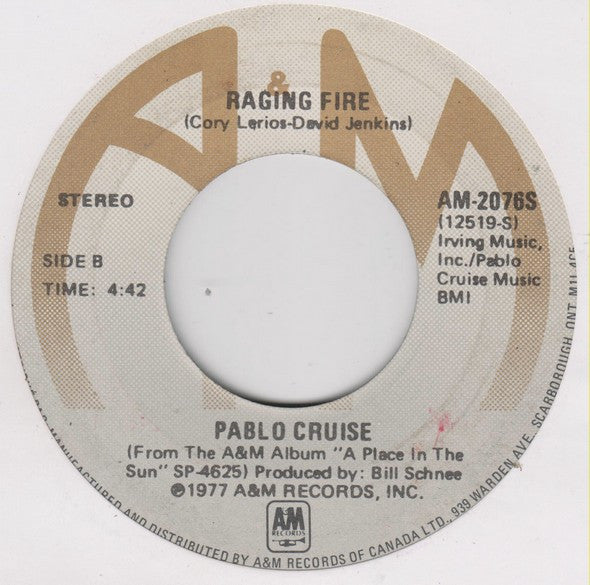 A&M
RAGING FIRE
(Cory Lerios-David Jenkins)
STEREO
SIDE B
TIME: 4:42
AM-2076S
(12519-S)
Irving Music,
Inc./Pablo
Cruise Music
BMI
PABLO CRUISE
(From The A&M Album "A Place In The
Sun" SP-4625) Produced by: Bill Schnee
℗1977 A&M RECORDS, INC.
A&M
RECORDS
MANUFACTURED AND DISTRIBUTED BY A&M RECORDS OF CANADA LTD., 939 WARDEN AVE, SCARBOROUGH, ONT. M1L 4C5